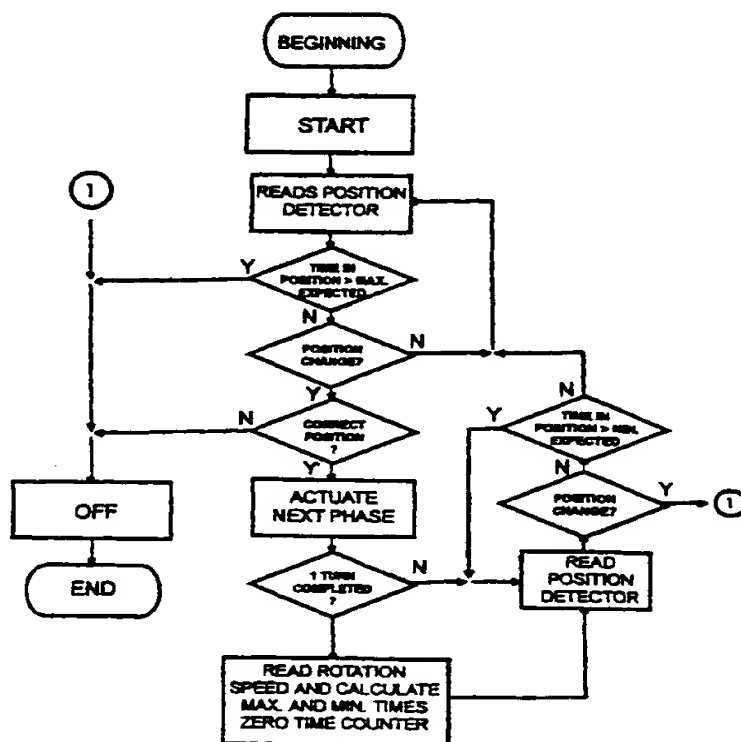 BEGINNING
START
1
READS POSITION
DETECTOR
Y
TIME IN
POSITION > MAX.
EXPECTED
N
POSITION
CHANGE?
N
Y
N
CORRECT
POSITION
?
Y
N
Y
TIME IN
POSITION > MIN.
EXPECTED
N
POSITION
CHANGE?
Y
1
OFF
ACTUATE
NEXT PHASE
END
1 TURN
COMPLETED
?
N
READ
POSITION
DETECTOR
READ ROTATION
SPEED AND CALCULATE
MAX. AND MIN. TIMES
ZERO TIME COUNTER